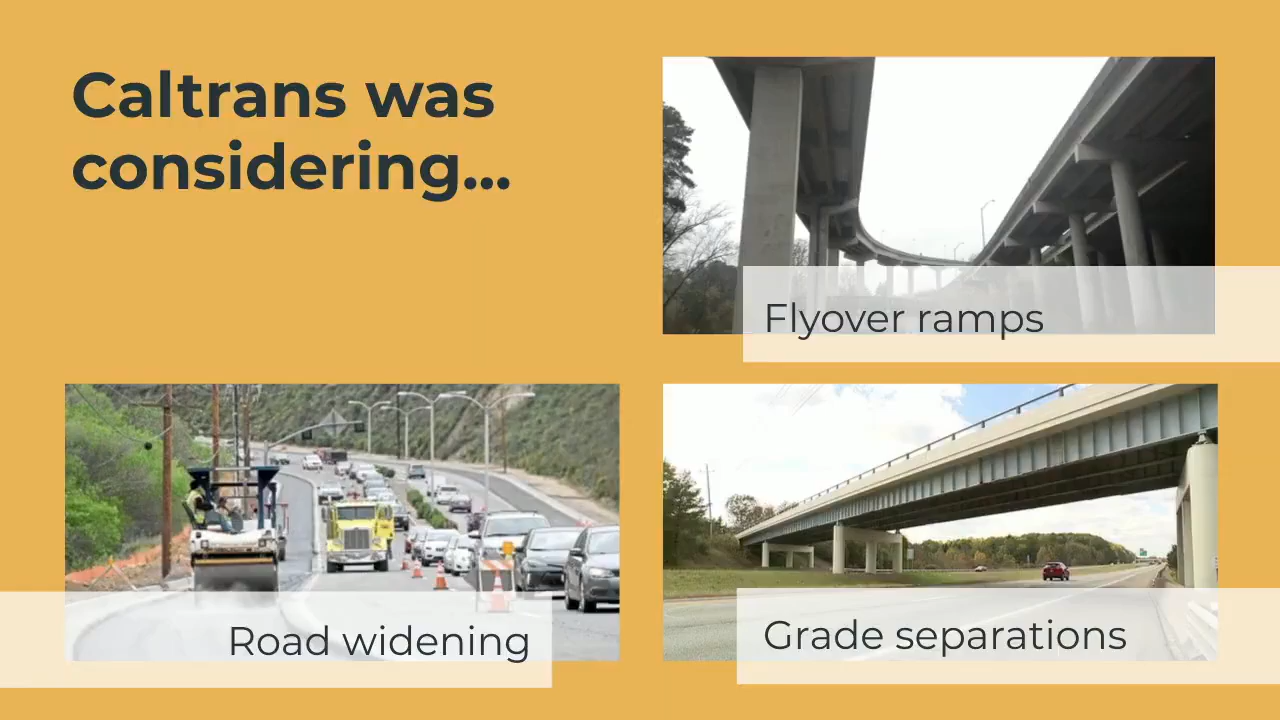 Caltrans was
considering...
Flyover ramps
Road widening
Grade separations